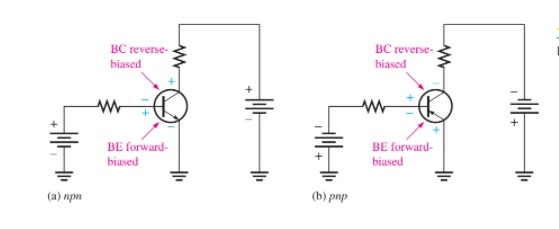 BC reverse-
biased
+
−
+
−
+
−
+
−
BE forward-
biased
(a) npn
BC reverse-
biased
−
+
−
+
−
+
−
+
BE forward-
biased
(b) pnp